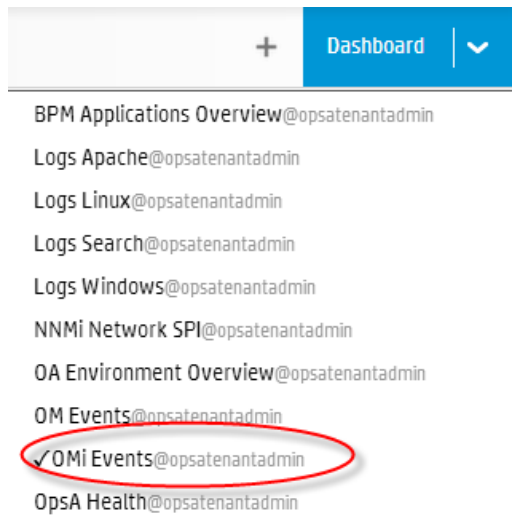 + Dashboard
BPM Applications Overview@opsatenantadmin
Logs Apache@opsatenantadmin
Logs Linux@opsatenantadmin
Logs Search@opsatenantadmin
Logs Windows@opsatenantadmin
NNMi Network SPI@opsatenantadmin
OA Environment Overview@opsatenantadmin
OM Events@opsatenantadmin
✓OMi Events@opsatenantadmin
OpsA Health@opsatenantadmin